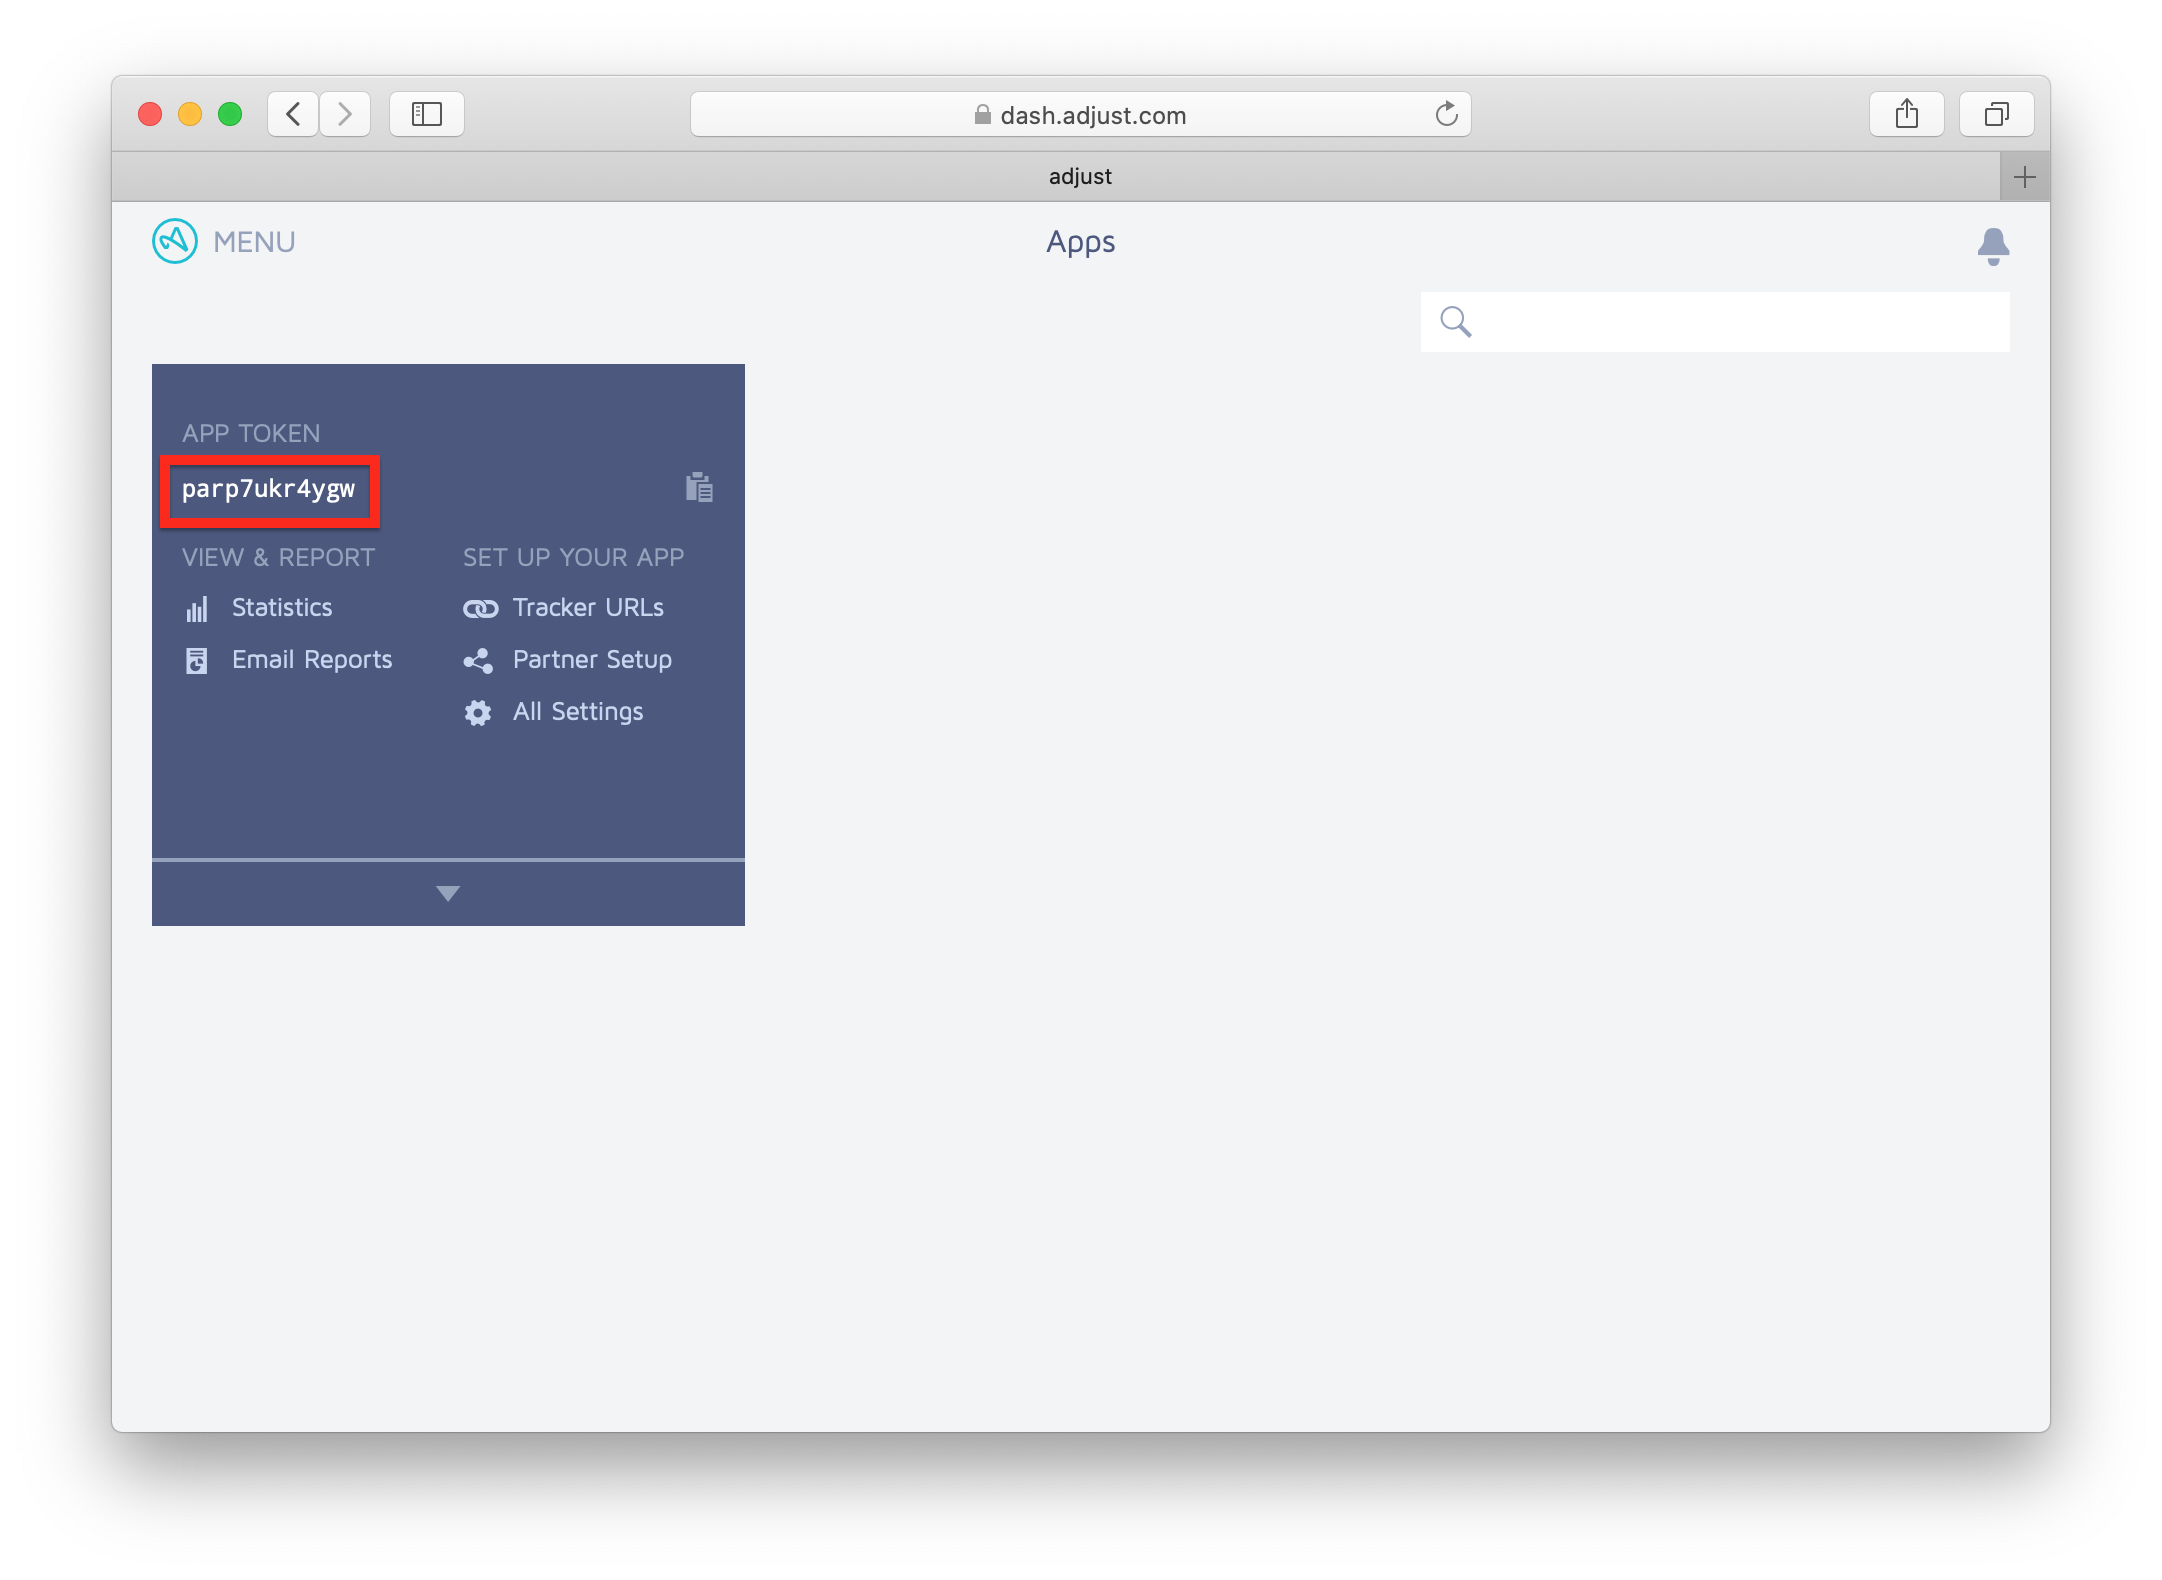 dash.adjust.com
adjust
MENU
Apps
APP TOKEN
parp7ukr4ygw
VIEW & REPORT
Statistics
Email Reports
SET UP YOUR APP
Tracker URLs
Partner Setup
All Settings